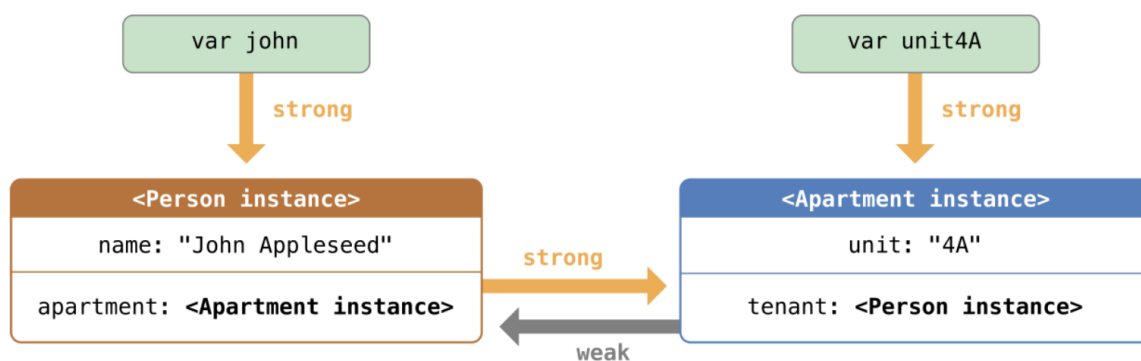 var john
var unit4A
strong
strong
<Person instance>
<Apartment instance>
name: "John Appleseed"
unit: "4A"
strong
apartment: <Apartment instance>
tenant: <Person instance>
weak